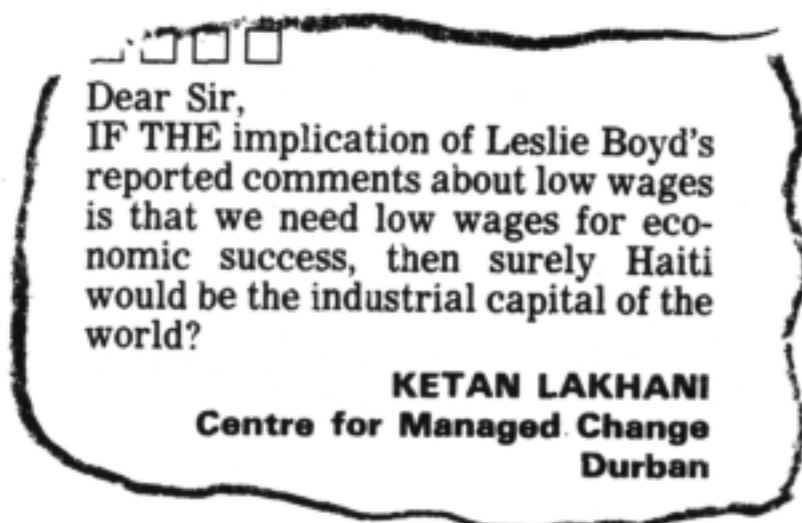 Dear Sir,
IF THE implication of Leslie Boyd's
reported comments about low wages
is that we need low wages for eco-
nomic success, then surely Haiti
would be the industrial capital of the
world?
KETAN LAKHANI
Centre for Managed Change
Durban